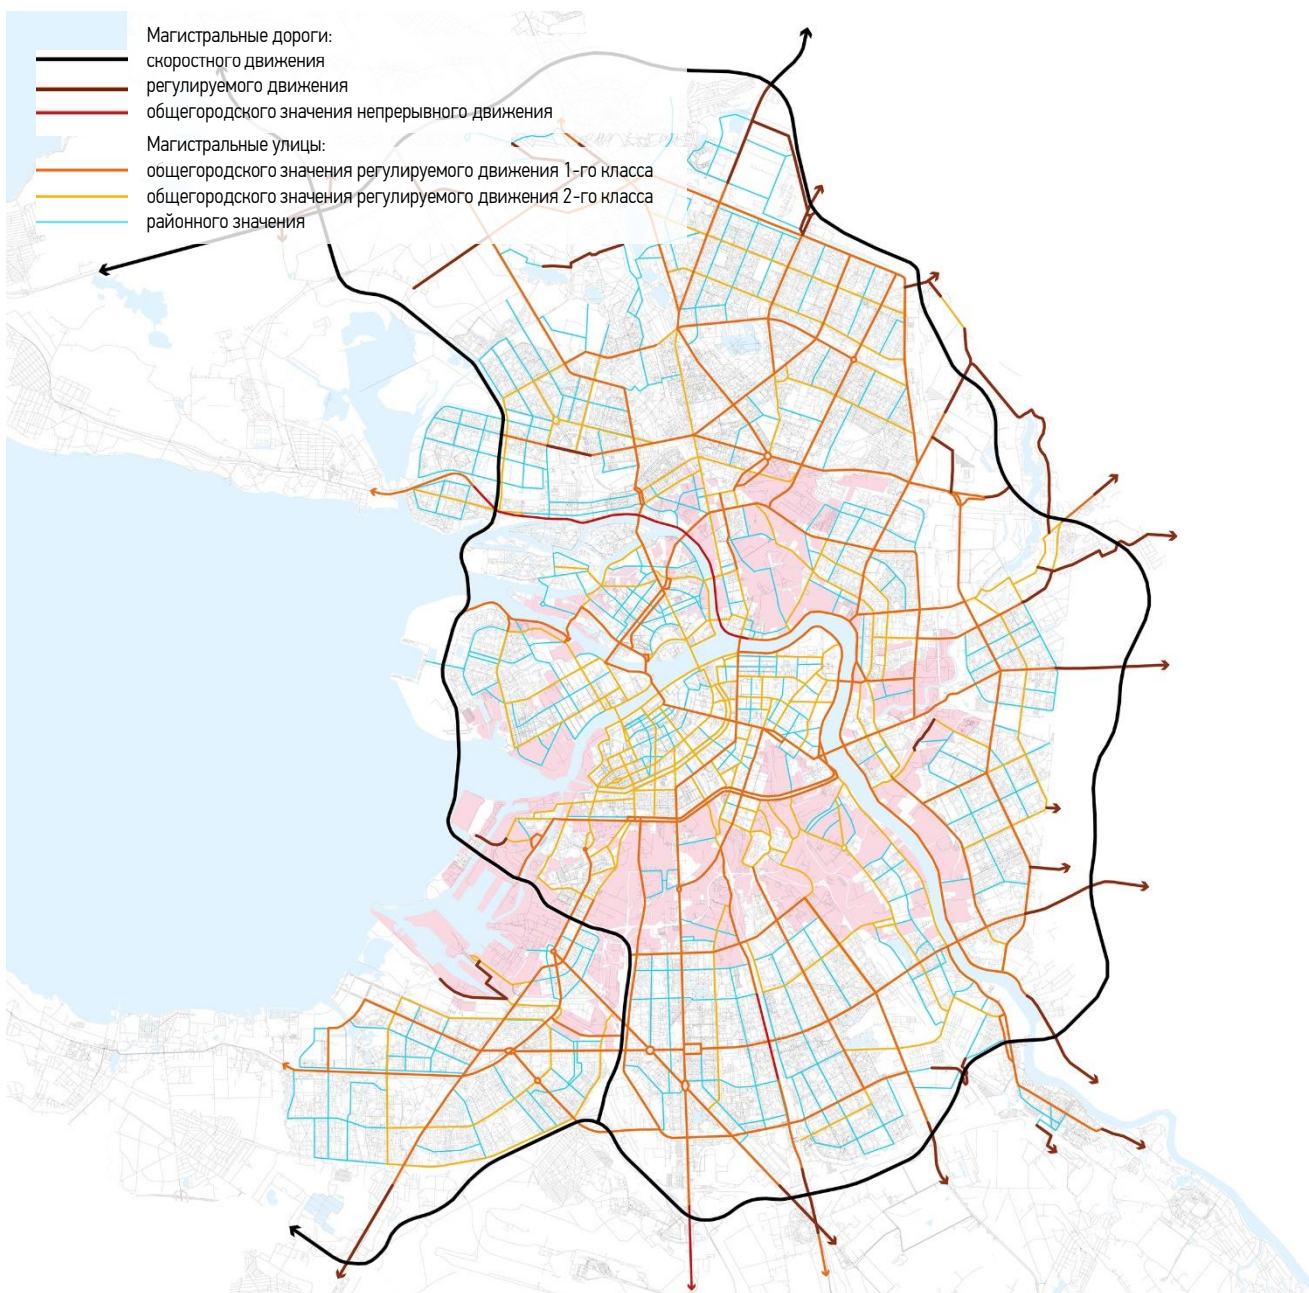 Магистральные дороги:
скоростного движения
регулируемого движения
общегородского значения непрерывного движения
Магистральные улицы:
общегородского значения регулируемого движения 1-го класса
общегородского значения регулируемого движения 2-го класса
районного значения